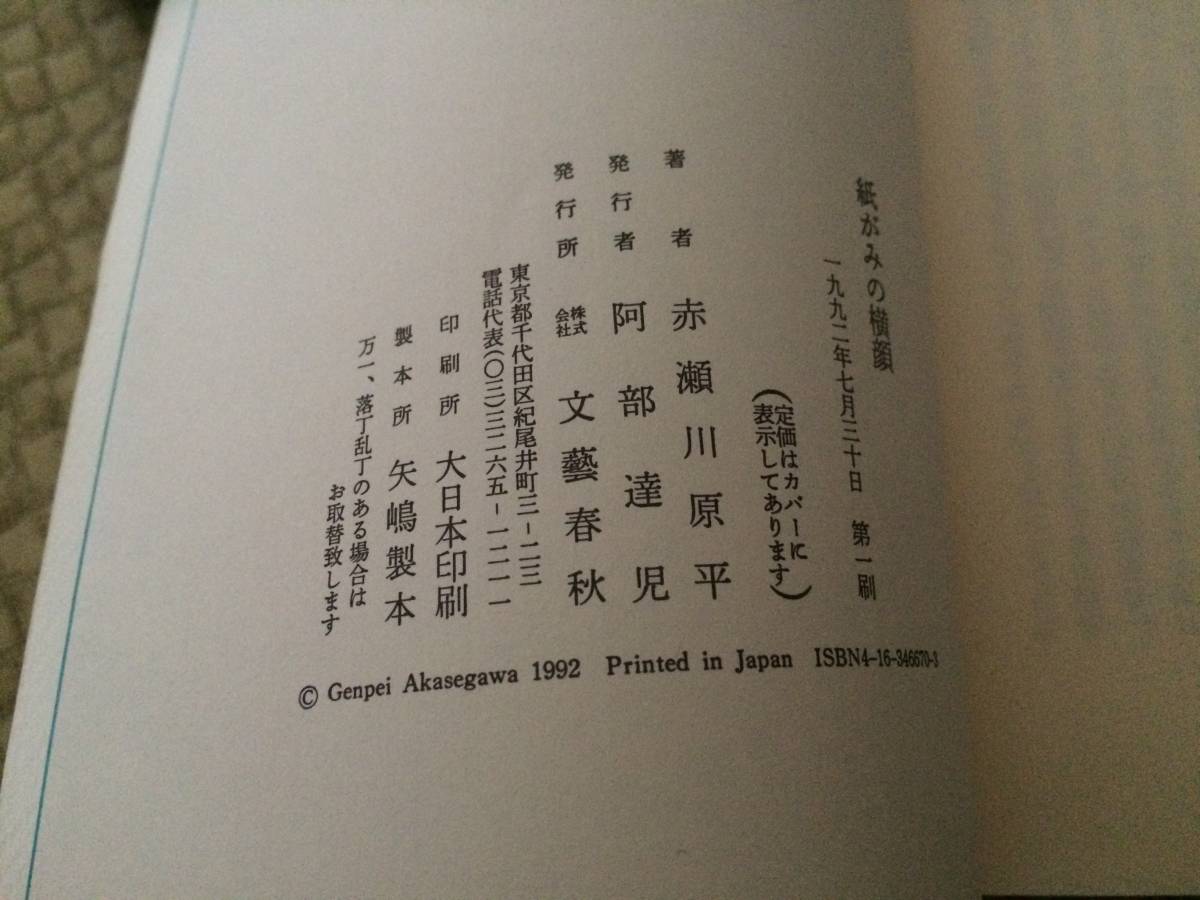 紙がみの横顔
一九九二年七月三十日　第一刷
（定価はカバーに
表示してあります）
著者　赤瀬川原平
発行者　阿部達児
発行所　株式会社　文藝春秋
東京都千代田区紀尾井町三－二三
電話代表(〇三)三二六五－一二一一
印刷所　大日本印刷
製本所　矢嶋製本
万一、落丁乱丁のある場合は
お取替致します
© Genpei Akasegawa 1992　Printed in Japan　ISBN4-16-346670-3